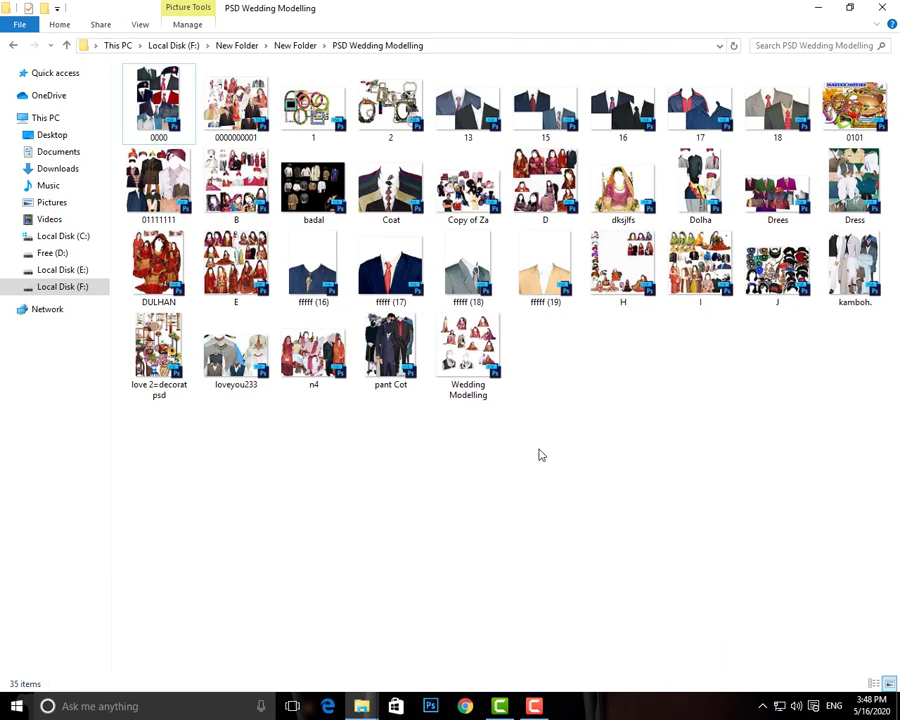 Picture Tools
PSD Wedding Modelling
File
Home
Share
View
Manage
This PC
Local Disk (F:)
New Folder
New Folder
PSD Wedding Modelling
Search PSD Wedding Modelling
Quick access
OneDrive
This PC
Desktop
Documents
Downloads
Music
Pictures
Videos
Local Disk (C:)
Free (D:)
Local Disk (E:)
Local Disk (F:)
Network
0000
0000000001
1
2
13
15
16
17
18
0101
01111111
B
badal
Coat
Copy of Za
D
dksjlfs
Dolha
Drees
Dress
DULHAN
E
fffff (16)
fffff (17)
fffff (18)
fffff (19)
H
I
J
kamboh.
love 2=decorat
psd
loveyou233
n4
pant Cot
Wedding
Modelling
35 items
Ask me anything
ENG
3:48 PM
5/16/2020